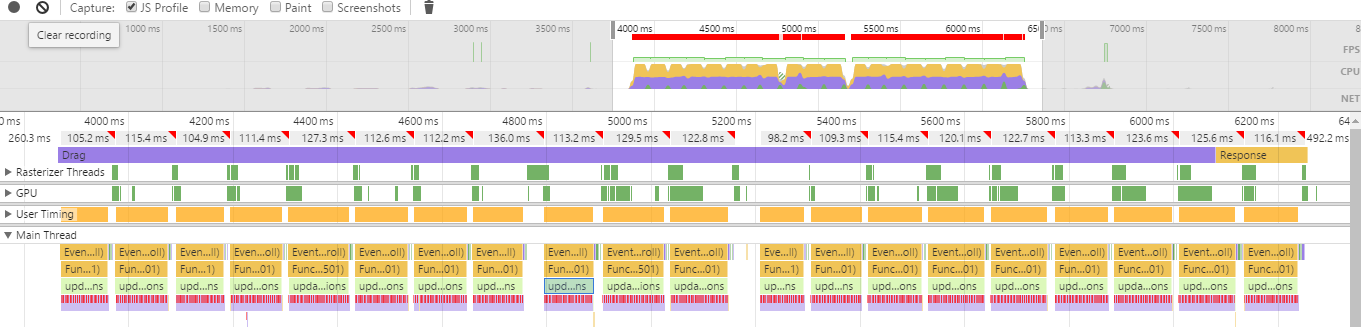 Capture: JS Profile Memory Paint Screenshots
Clear recording
1000 ms 1500 ms 2000 ms 2500 ms 3000 ms 3500 ms 4000 ms 4500 ms 5000 ms 5500 ms 6000 ms 650 7000 ms 7500 ms 8000 ms 8
FPS
CPU
NET
0 ms 4000 ms 4200 ms 4400 ms 4600 ms 4800 ms 5000 ms 5200 ms 5400 ms 5600 ms 5800 ms 6000 ms 6200 ms 64
260.3 ms 105.2 ms 115.4 ms 104.9 ms 111.4 ms 127.3 ms 112.6 ms 112.2 ms 136.0 ms 113.2 ms 129.5 ms 122.8 ms 98.2 ms 109.3 ms 115.4 ms 120.1 ms 122.7 ms 113.3 ms 123.6 ms 125.6 ms 116.1 ms 492.2 ms
Drag Response
Rasterizer Threads
GPU
User Timing
Main Thread
Even...ll) Even...oll) Even...ll) Even...oll) Event...roll) Even...oll) Even...oll) Even...ll) Even...ll) Event...roll) Event...oll) Eve...ll) Even...oll) Even...oll) Even...oll) Even...oll) Even...oll) Even...oll) Even...oll) Even...oll)
Fun...1) Fun...01) Fun...1) Fun...01) Func...501) Fun...01) Fun...01) Fun...01) Fun...01) Func...501) Func...01) Fun...1) Func...01) Func...01) Func...01) Func...01) Func...01) Func...01) Func...01) Func...01)
upd...ns upd...ons upd...ns upd...ons upda...ions upd...ons upd...ons upd...ns upd...ns upda...ions upda...ons upd...ns upd...ons upd...ons upd...ons upd...ons upd...ons upd...ons upd...ons upd...ons